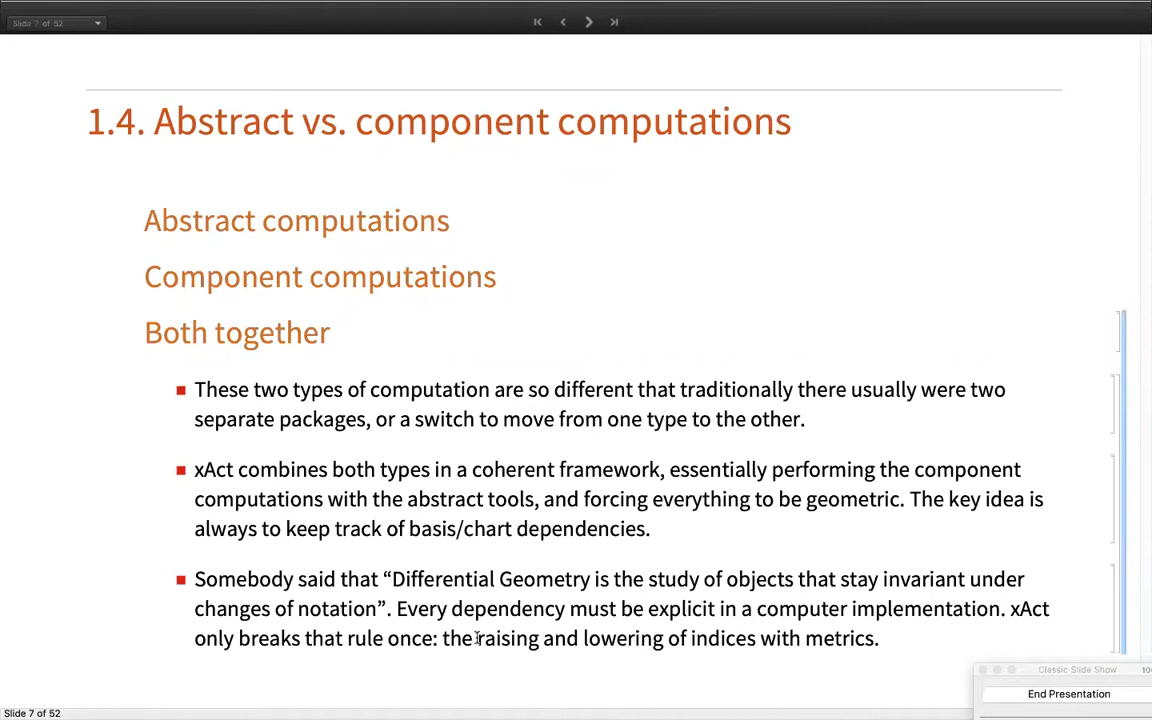 Slide 7 of 52
1.4. Abstract vs. component computations
Abstract computations
Component computations
Both together
These two types of computation are so different that traditionally there usually were two
separate packages, or a switch to move from one type to the other.
xAct combines both types in a coherent framework, essentially performing the component
computations with the abstract tools, and forcing everything to be geometric. The key idea is
always to keep track of basis/chart dependencies.
Somebody said that “Differential Geometry is the study of objects that stay invariant under
changes of notation”. Every dependency must be explicit in a computer implementation. xAct
only breaks that rule once: the raising and lowering of indices with metrics.
Classic Slide Show
End Presentation
Slide 7 of 52